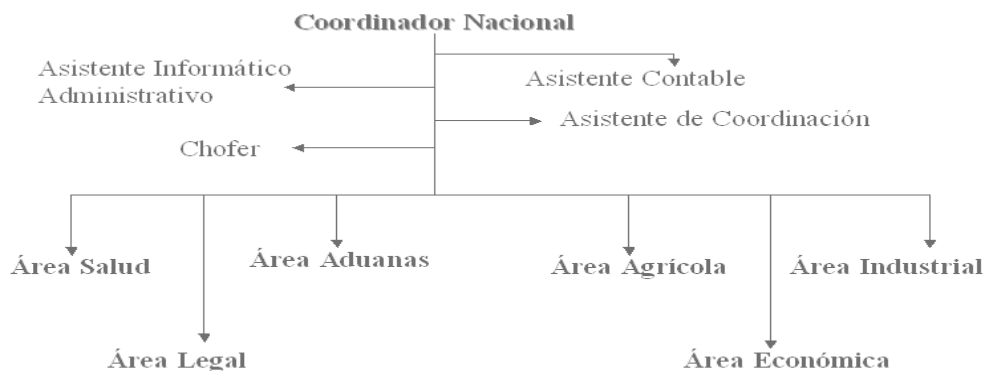 Coordinador Nacional
Asistente Informático
Administrativo
Asistente Contable
Asistente de Coordinación
Chofer
Área Salud
Área Aduanas
Área Agrícola
Área Industrial
Área Legal
Área Económica